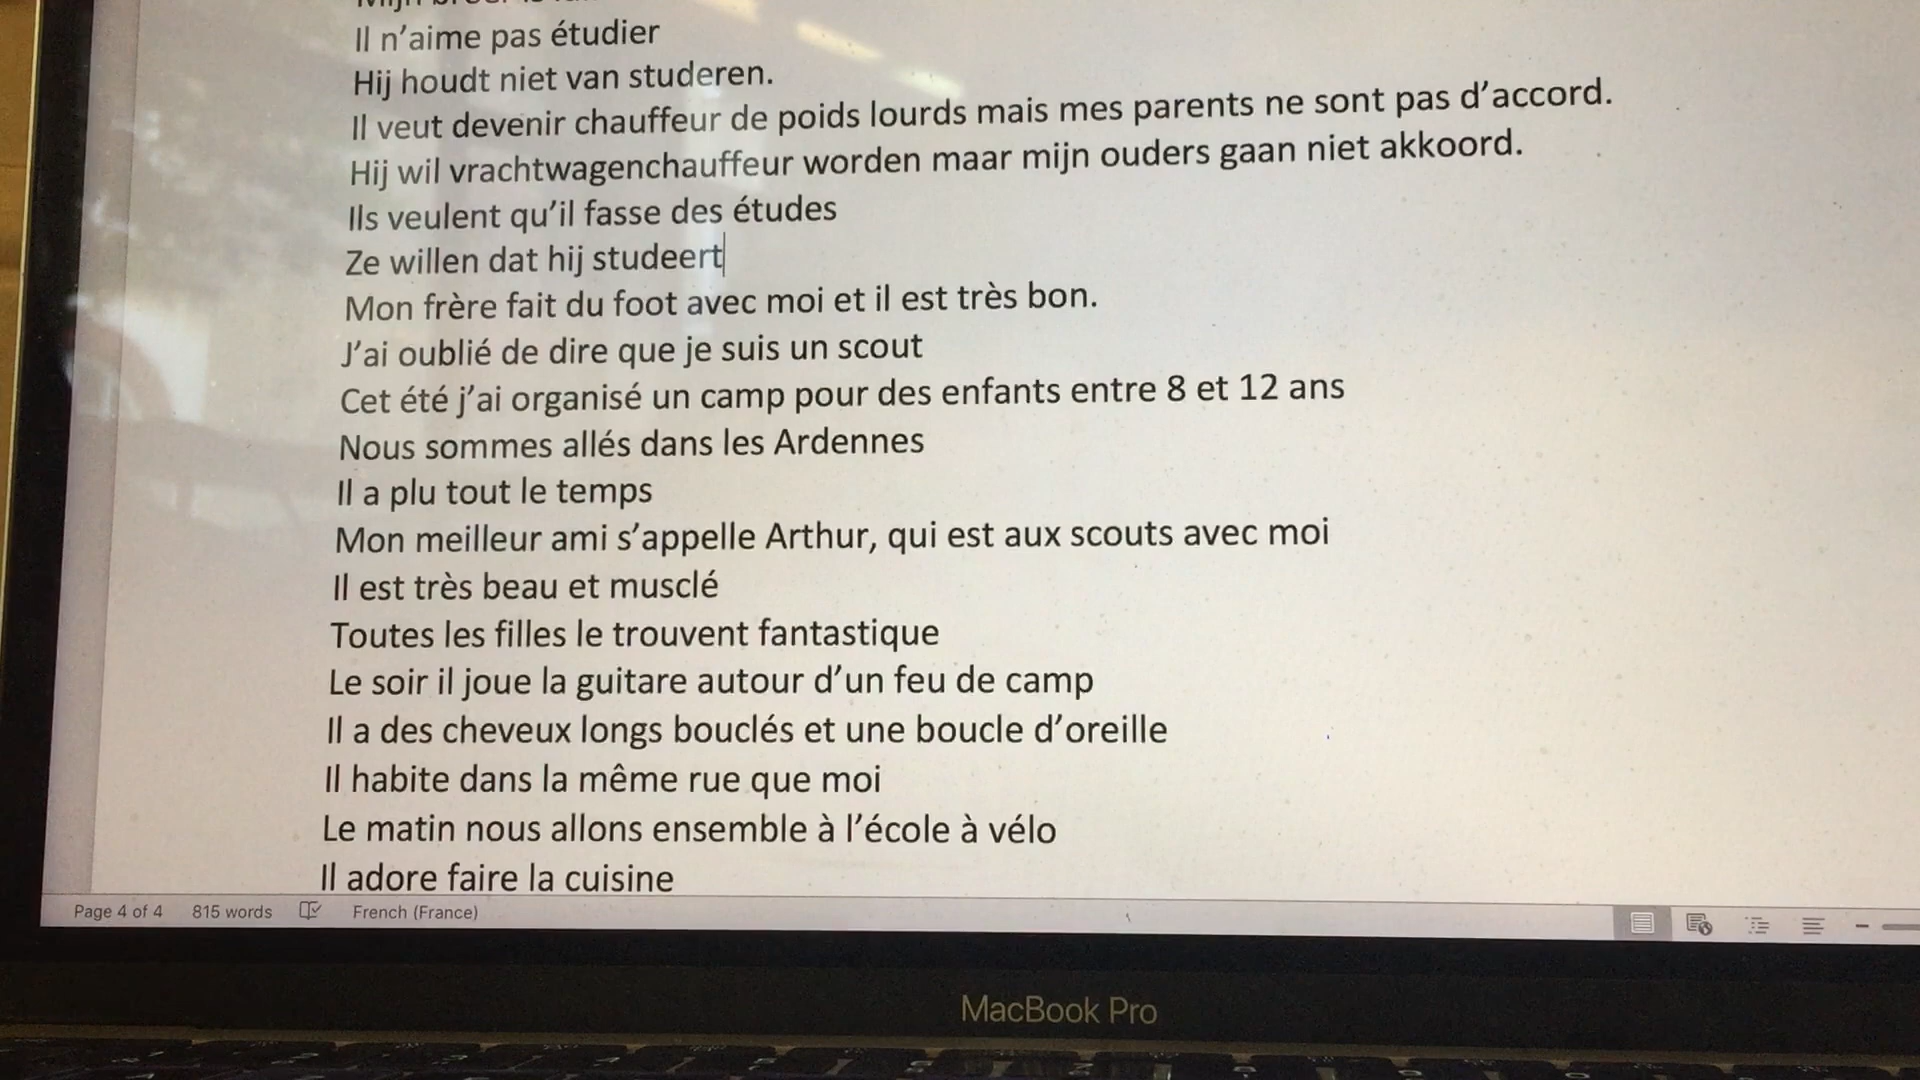 Il n’aime pas étudier
Hij houdt niet van studeren.
Il veut devenir chauffeur de poids lourds mais mes parents ne sont pas d’accord.
Hij wil vrachtwagenchauffeur worden maar mijn ouders gaan niet akkoord.
Ils veulent qu’il fasse des études
Ze willen dat hij studeert
Mon frère fait du foot avec moi et il est très bon.
J’ai oublié de dire que je suis un scout
Cet été j’ai organisé un camp pour des enfants entre 8 et 12 ans
Nous sommes allés dans les Ardennes
Il a plu tout le temps
Mon meilleur ami s’appelle Arthur, qui est aux scouts avec moi
Il est très beau et musclé
Toutes les filles le trouvent fantastique
Le soir il joue la guitare autour d’un feu de camp
Il a des cheveux longs bouclés et une boucle d’oreille
Il habite dans la même rue que moi
Le matin nous allons ensemble à l’école à vélo
Il adore faire la cuisine
Page 4 of 4 815 words French (France)
MacBook Pro